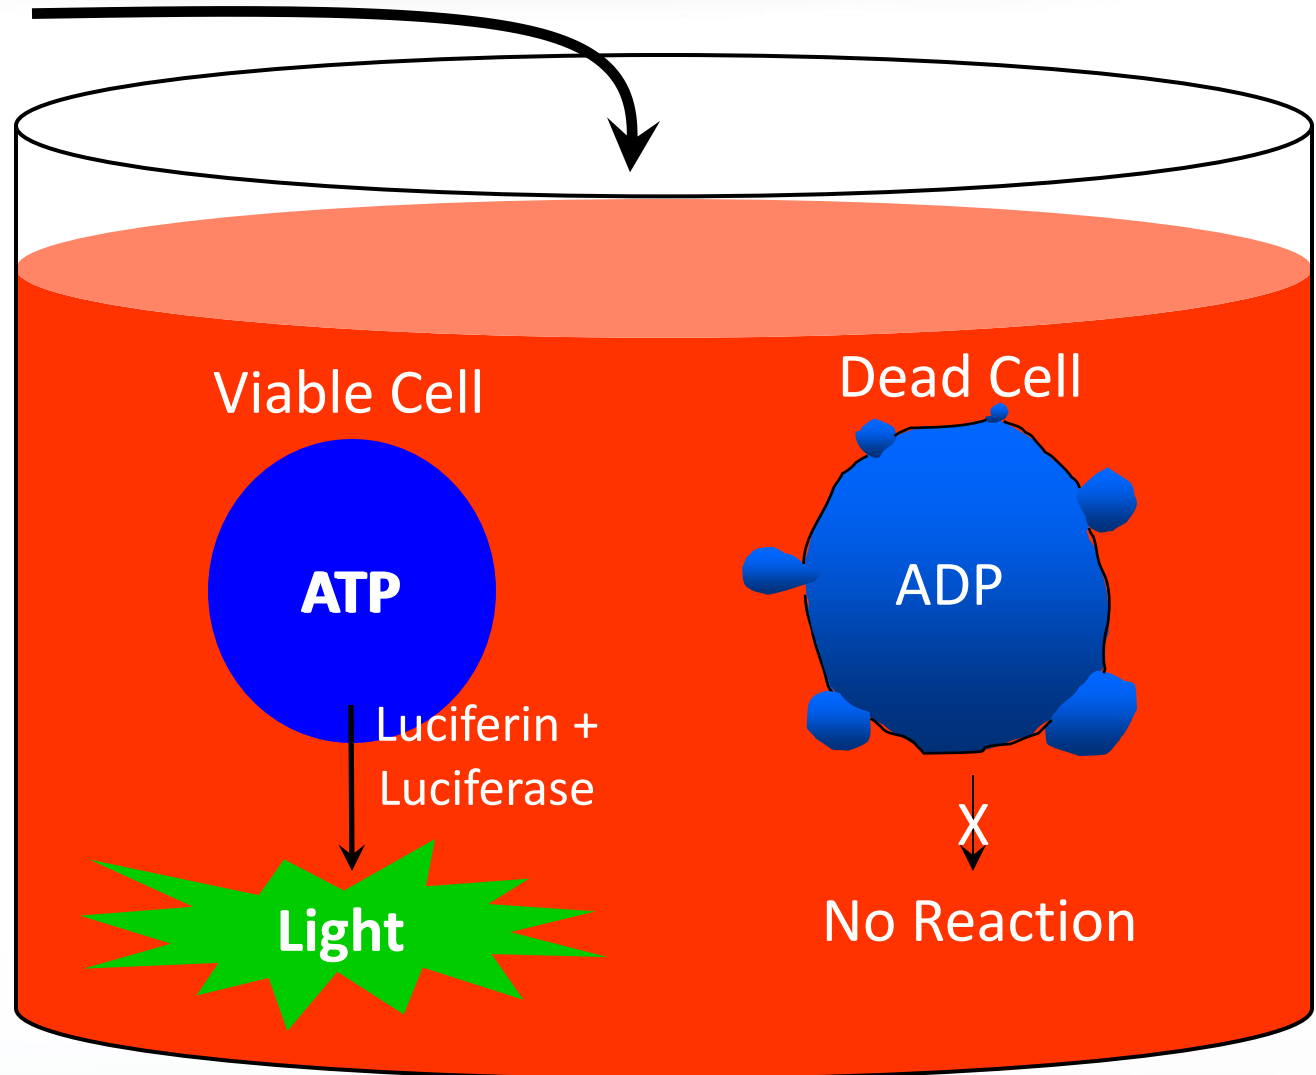 Viable Cell
ATP
Luciferin +
Luciferase
Light
Dead Cell
ADP
X
No Reaction